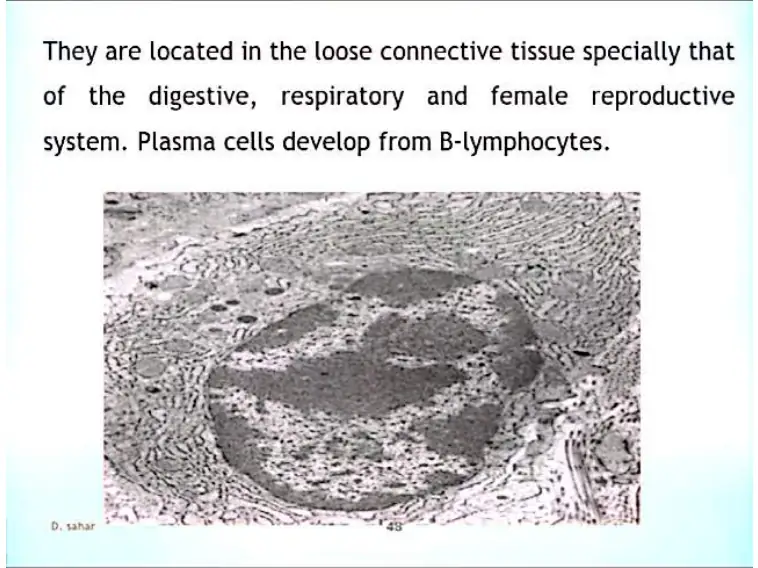 They are located in the loose connective tissue specially that
of the digestive, respiratory and female reproductive
system. Plasma cells develop from B-lymphocytes.
D. sahar
48